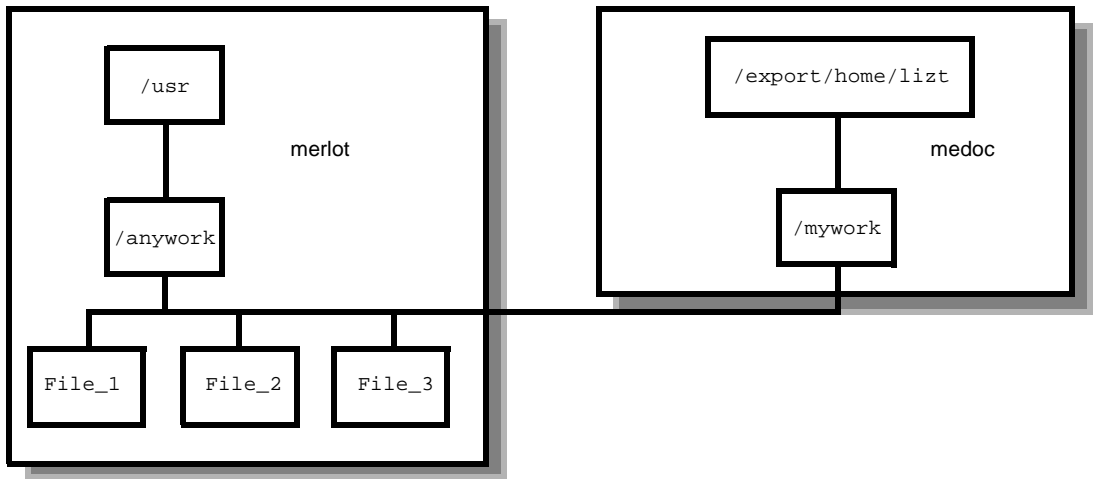 /usr
merlot
/anywork
File_1
File_2
File_3
/export/home/lizt
medoc
/mywork